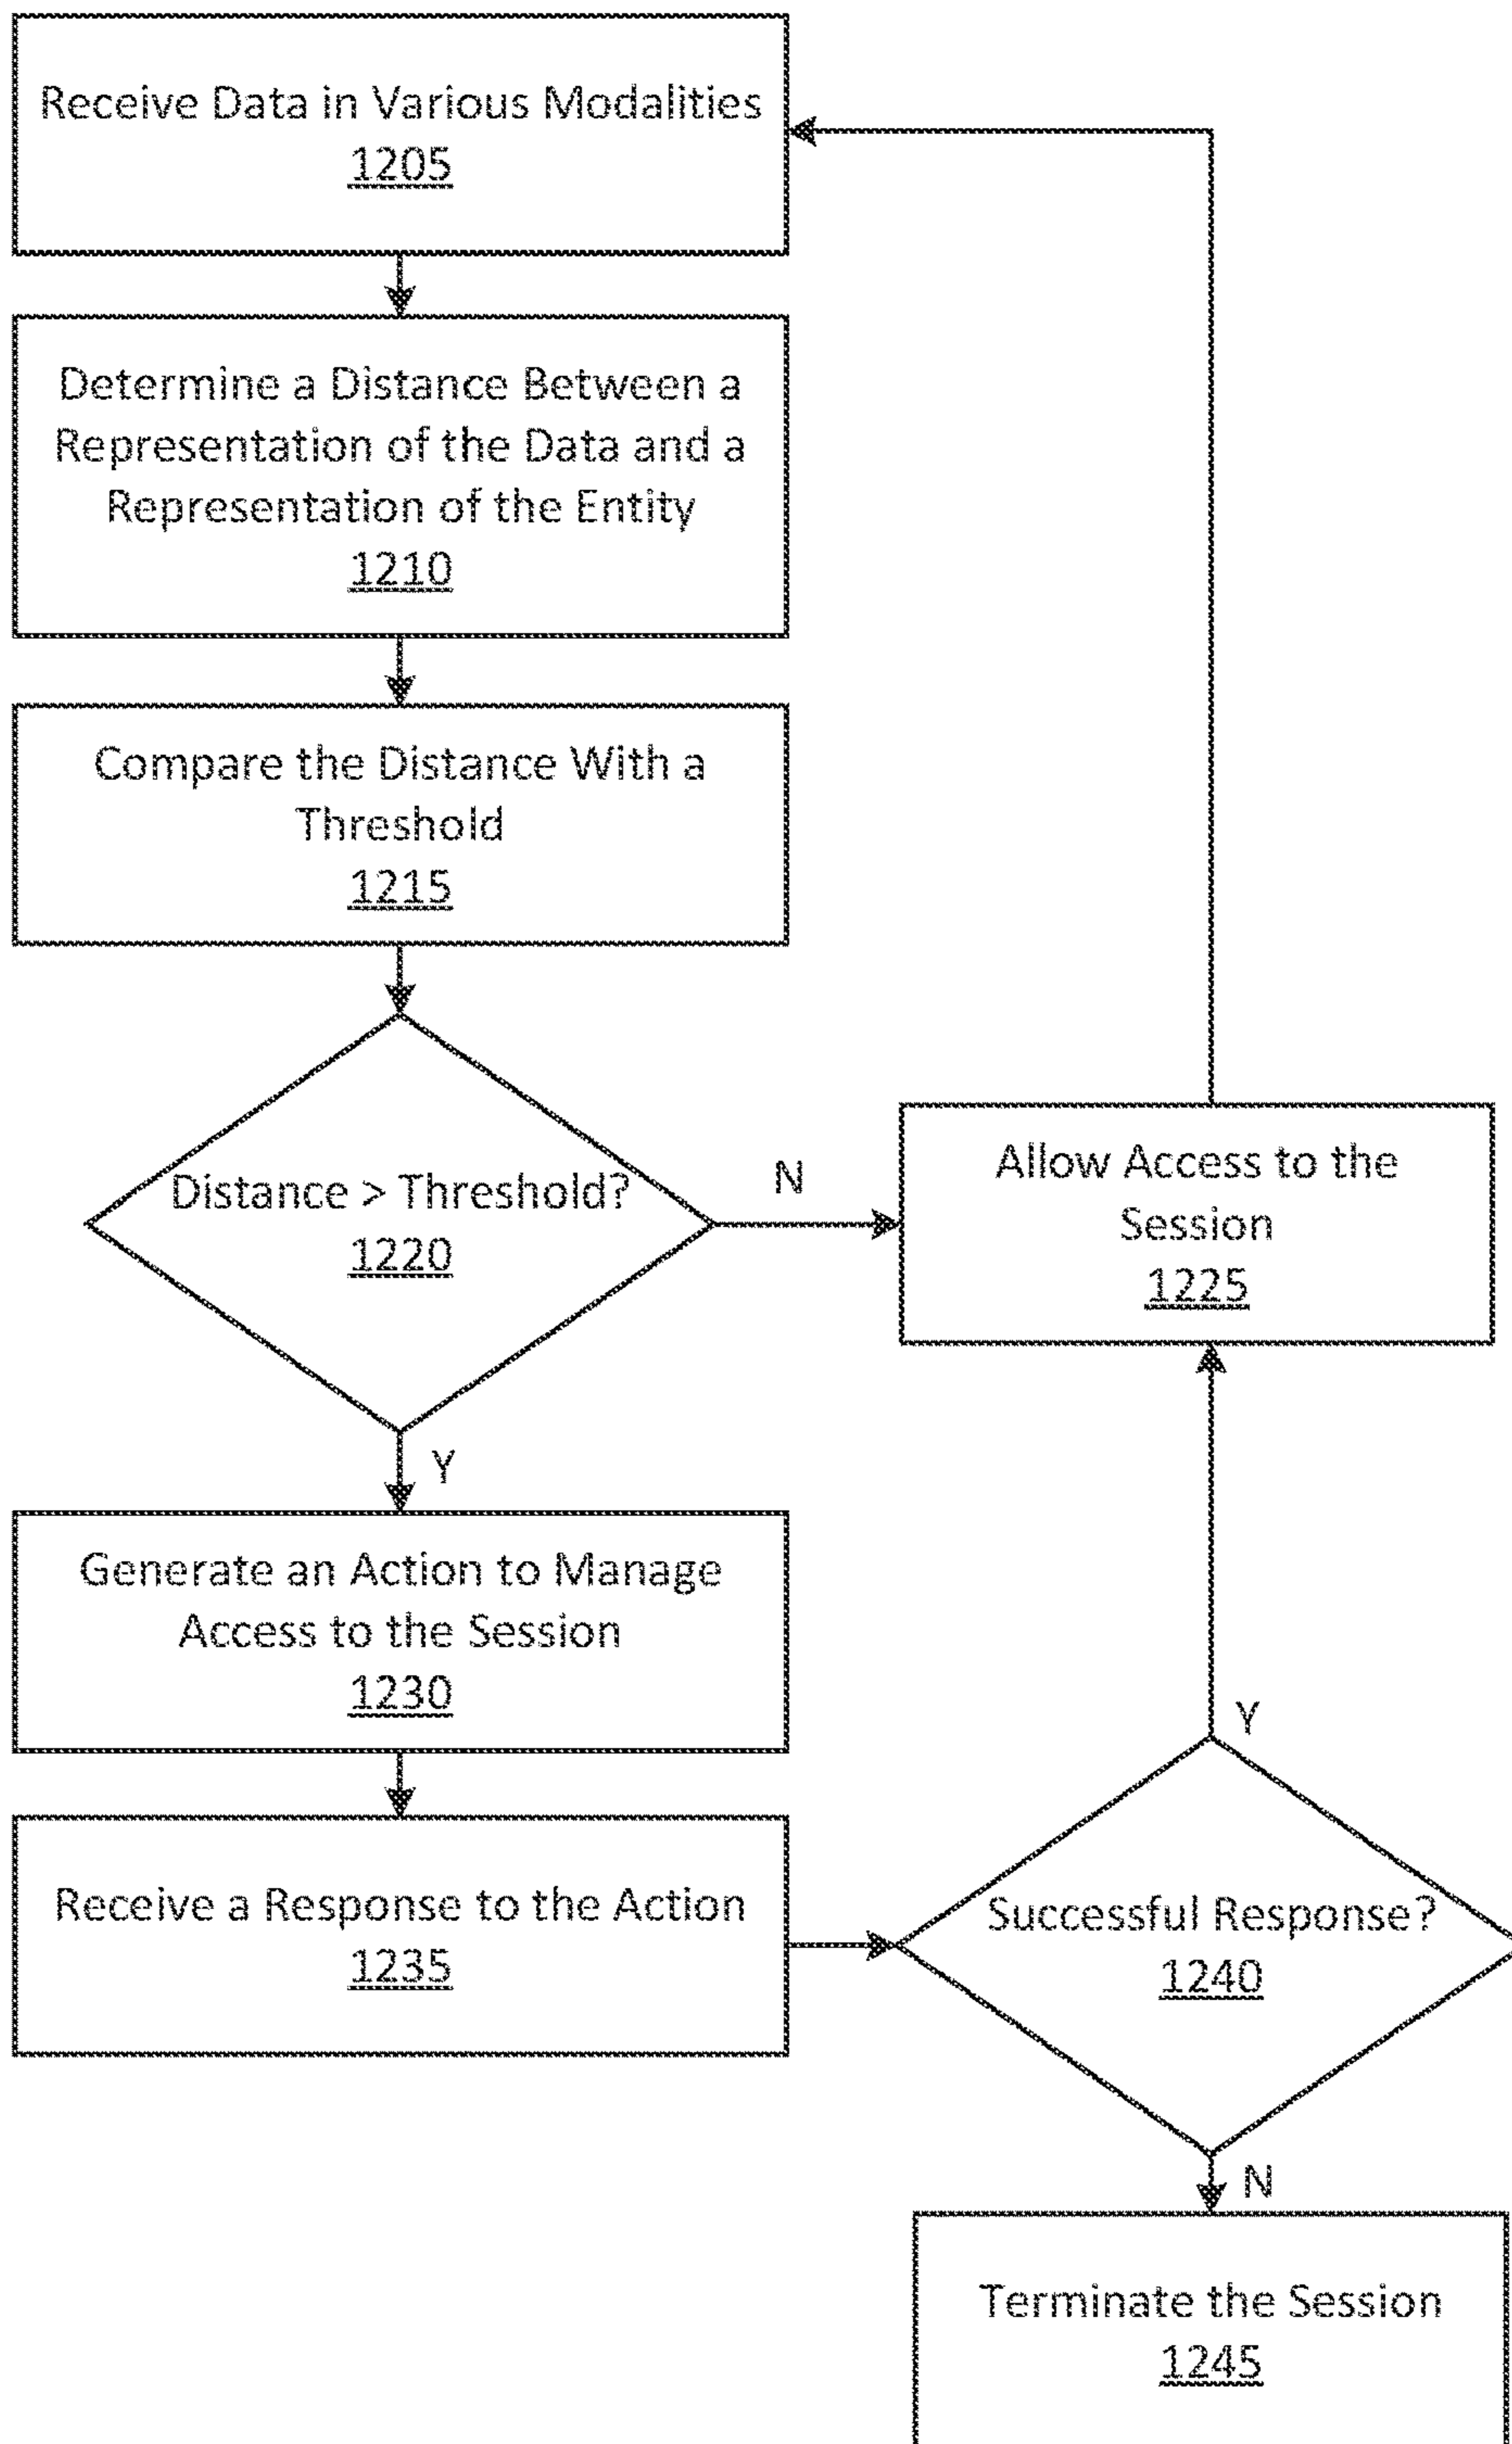 Receive Data in Various Modalities
1205
Determine a Distance Between a
Representation of the Data and a
Representation of the Entity
1210
Compare the Distance With a
Threshold
1215
Distance > Threshold?
1220
N
Allow Access to the
Session
1225
Y
Generate an Action to Manage
Access to the Session
1230
Receive a Response to the Action
1235
Y
Successful Response?
1240
N
Terminate the Session
1245